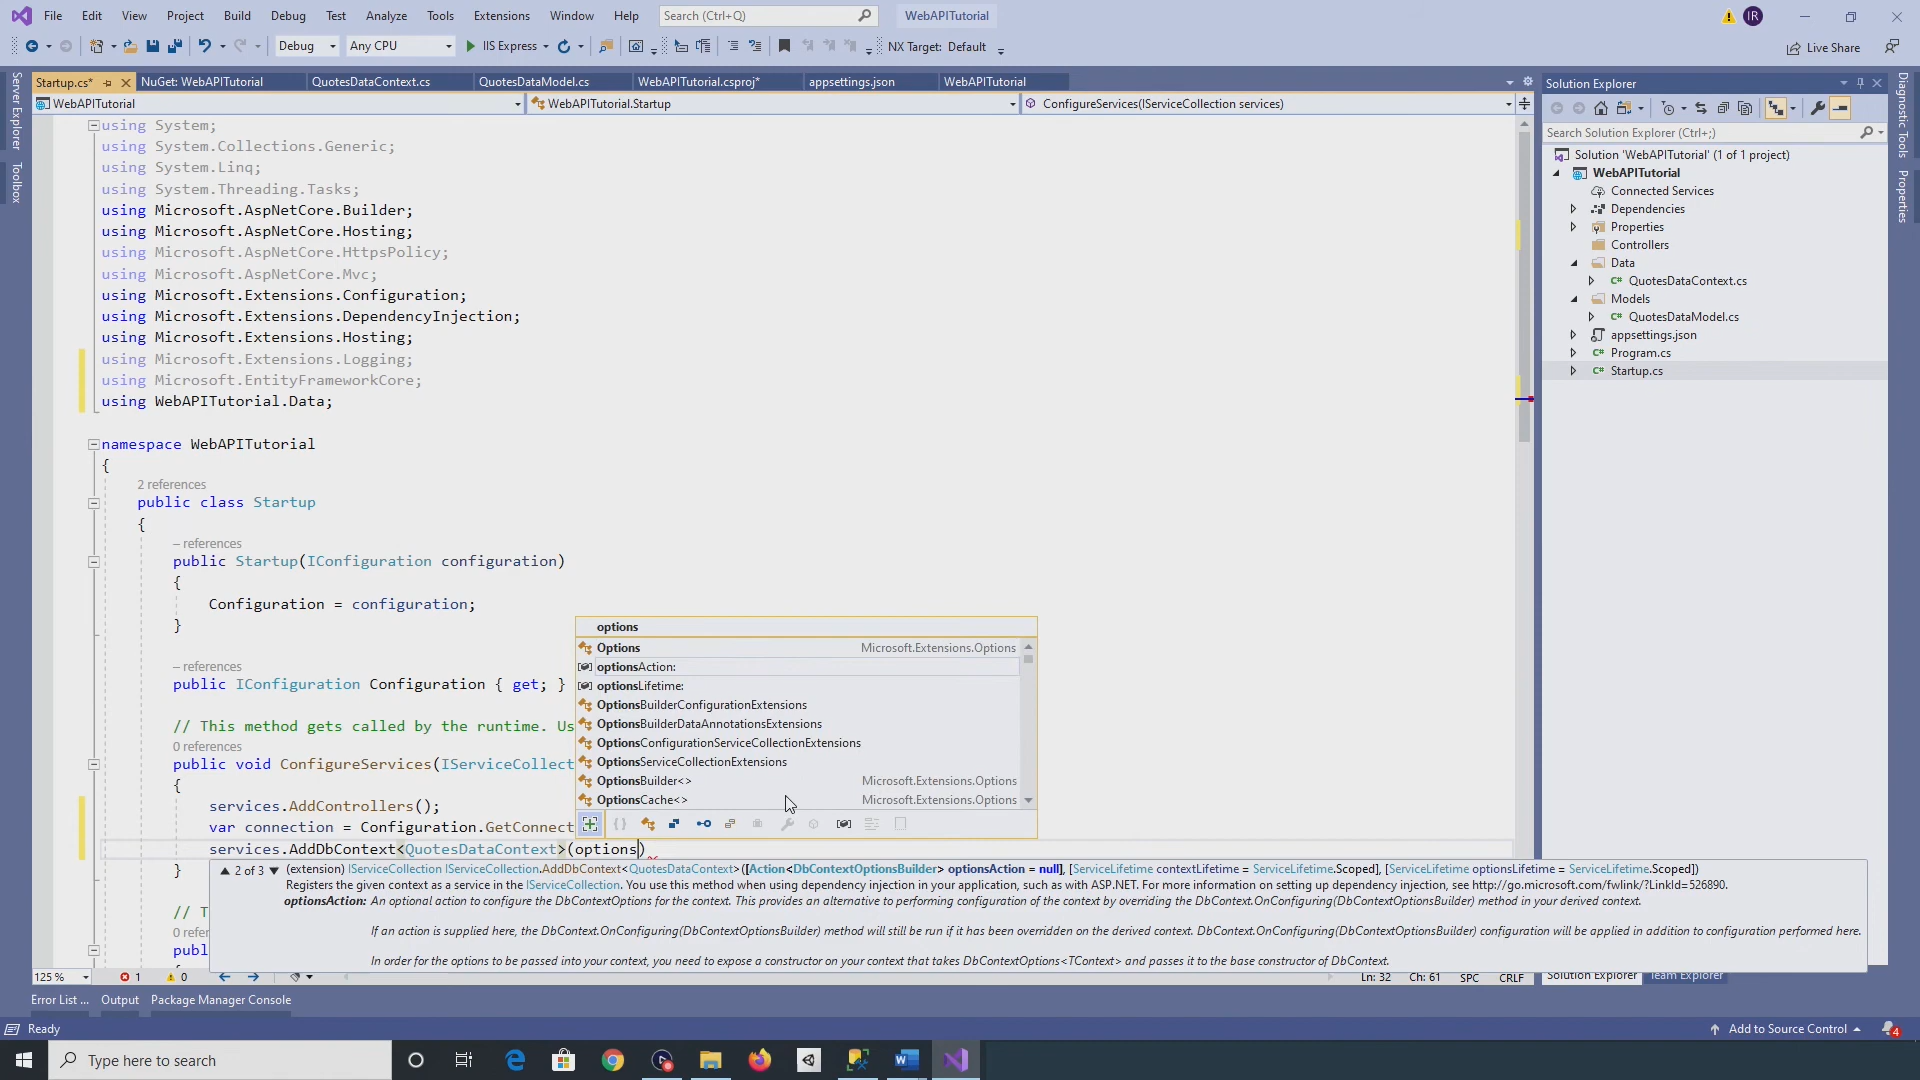 File Edit View Project Build Debug Test Analyze Tools Extensions Window Help Search (Ctrl+Q) WebAPITutorial IR
Debug Any CPU IIS Express NX Target: Default Live Share
Startup.cs* NuGet: WebAPITutorial QuotesDataContext.cs QuotesDataModel.cs WebAPITutorial.csproj* appsettings.json WebAPITutorial
WebAPITutorial WebAPITutorial.Startup ConfigureServices(IServiceCollection services)
Server Explorer
Toolbox
using System;
using System.Collections.Generic;
using System.Linq;
using System.Threading.Tasks;
using Microsoft.AspNetCore.Builder;
using Microsoft.AspNetCore.Hosting;
using Microsoft.AspNetCore.HttpsPolicy;
using Microsoft.AspNetCore.Mvc;
using Microsoft.Extensions.Configuration;
using Microsoft.Extensions.DependencyInjection;
using Microsoft.Extensions.Hosting;
using Microsoft.Extensions.Logging;
using Microsoft.EntityFrameworkCore;
using WebAPITutorial.Data;
namespace WebAPITutorial
{
2 references
public class Startup
{
– references
public Startup(IConfiguration configuration)
{
Configuration = configuration;
}
– references
public IConfiguration Configuration { get; }
// This method gets called by the runtime. Us
0 references
public void ConfigureServices(IServiceCollect
{
services.AddControllers();
var connection = Configuration.GetConnect
services.AddDbContext<QuotesDataContext>(options)
}
// T
0 refer
publ
options
Options Microsoft.Extensions.Options
optionsAction:
optionsLifetime:
OptionsBuilderConfigurationExtensions
OptionsBuilderDataAnnotationsExtensions
OptionsConfigurationServiceCollectionExtensions
OptionsServiceCollectionExtensions
OptionsBuilder<> Microsoft.Extensions.Options
OptionsCache<> Microsoft.Extensions.Options
▲ 2 of 3 ▼ (extension) IServiceCollection IServiceCollection.AddDbContext<QuotesDataContext>([Action<DbContextOptionsBuilder> optionsAction = null], [ServiceLifetime contextLifetime = ServiceLifetime.Scoped], [ServiceLifetime optionsLifetime = ServiceLifetime.Scoped])
Registers the given context as a service in the IServiceCollection. You use this method when using dependency injection in your application, such as with ASP.NET. For more information on setting up dependency injection, see http://go.microsoft.com/fwlink/?LinkId=526890.
optionsAction: An optional action to configure the DbContextOptions for the context. This provides an alternative to performing configuration of the context by overriding the DbContext.OnConfiguring(DbContextOptionsBuilder) method in your derived context.
If an action is supplied here, the DbContext.OnConfiguring(DbContextOptionsBuilder) method will still be run if it has been overridden on the derived context. DbContext.OnConfiguring(DbContextOptionsBuilder) configuration will be applied in addition to configuration performed here.
In order for the options to be passed into your context, you need to expose a constructor on your context that takes DbContextOptions<TContext> and passes it to the base constructor of DbContext.
Solution Explorer
Search Solution Explorer (Ctrl+;)
Solution 'WebAPITutorial' (1 of 1 project)
WebAPITutorial
Connected Services
Dependencies
Properties
Controllers
Data
C# QuotesDataContext.cs
Models
C# QuotesDataModel.cs
appsettings.json
C# Program.cs
C# Startup.cs
Diagnostic Tools
Properties
125 % 1 0 Ln: 32 Ch: 61 SPC CRLF Solution Explorer Team Explorer
Error List ... Output Package Manager Console
Ready Add to Source Control 4
Type here to search